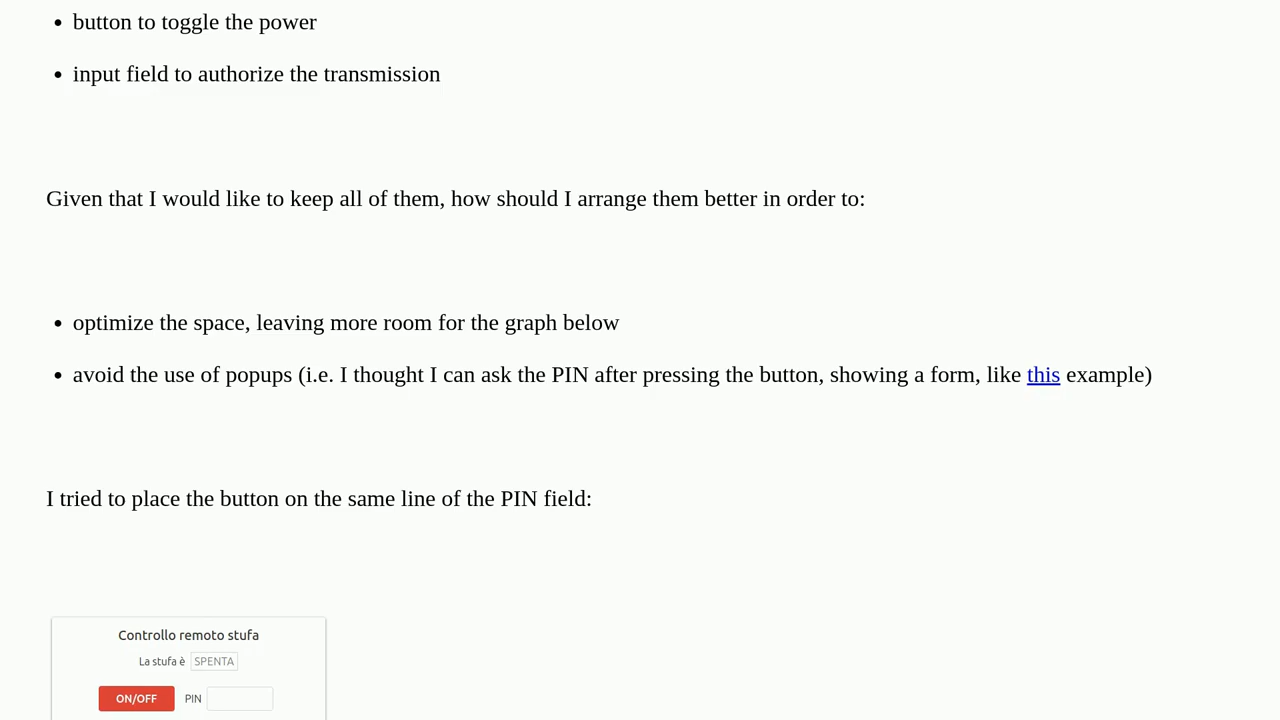 • button to toggle the power
• input field to authorize the transmission
Given that I would like to keep all of them, how should I arrange them better in order to:
• optimize the space, leaving more room for the graph below
• avoid the use of popups (i.e. I thought I can ask the PIN after pressing the button, showing a form, like this example)
I tried to place the button on the same line of the PIN field:
Controllo remoto stufa
La stufa è SPENTA
ON/OFF PIN